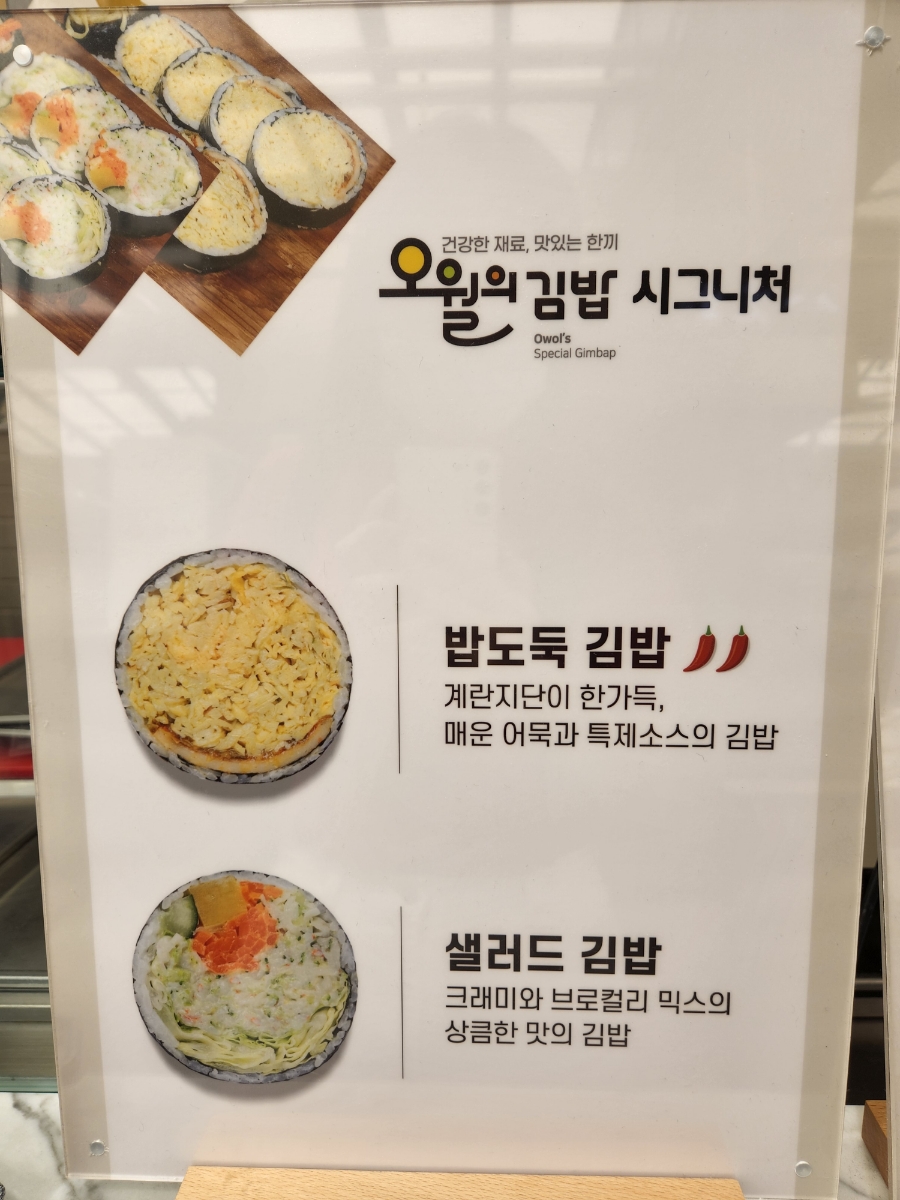 건강한 재료, 맛있는 한끼
오월의 김밥 시그니처
Owol's
Special Gimbap
밥도둑 김밥
계란지단이 한가득,
매운 어묵과 특제소스의 김밥
샐러드 김밥
크래미와 브로컬리 믹스의
상큼한 맛의 김밥